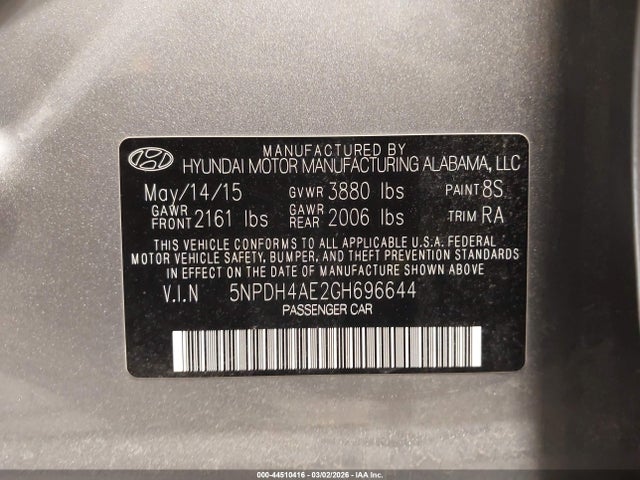 MANUFACTURED BY
HYUNDAI MOTOR MANUFACTURING ALABAMA, LLC
May/14/15 GVWR 3880 lbs PAINT 8S
GAWR FRONT 2161 lbs GAWR REAR 2006 lbs TRIM RA
THIS VEHICLE CONFORMS TO ALL APPLICABLE U.S.A. FEDERAL
MOTOR VEHICLE SAFETY, BUMPER, AND THEFT PREVENTION STANDARDS
IN EFFECT ON THE DATE OF MANUFACTURE SHOWN ABOVE
V.I.N 5NPDH4AE2GH696644
PASSENGER CAR
000-44510416 | 03/02/2026 - IAA Inc.